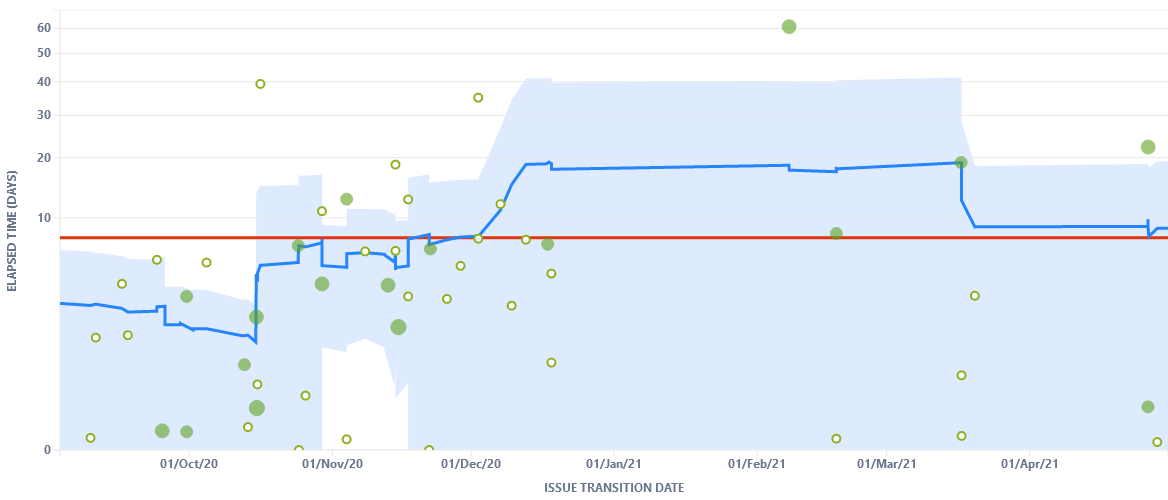 60
50
40
30
20
10
0
ELAPSED TIME (DAYS)
01/Oct/20
01/Nov/20
01/Dec/20
01/Jan/21
01/Feb/21
01/Mar/21
01/Apr/21
ISSUE TRANSITION DATE